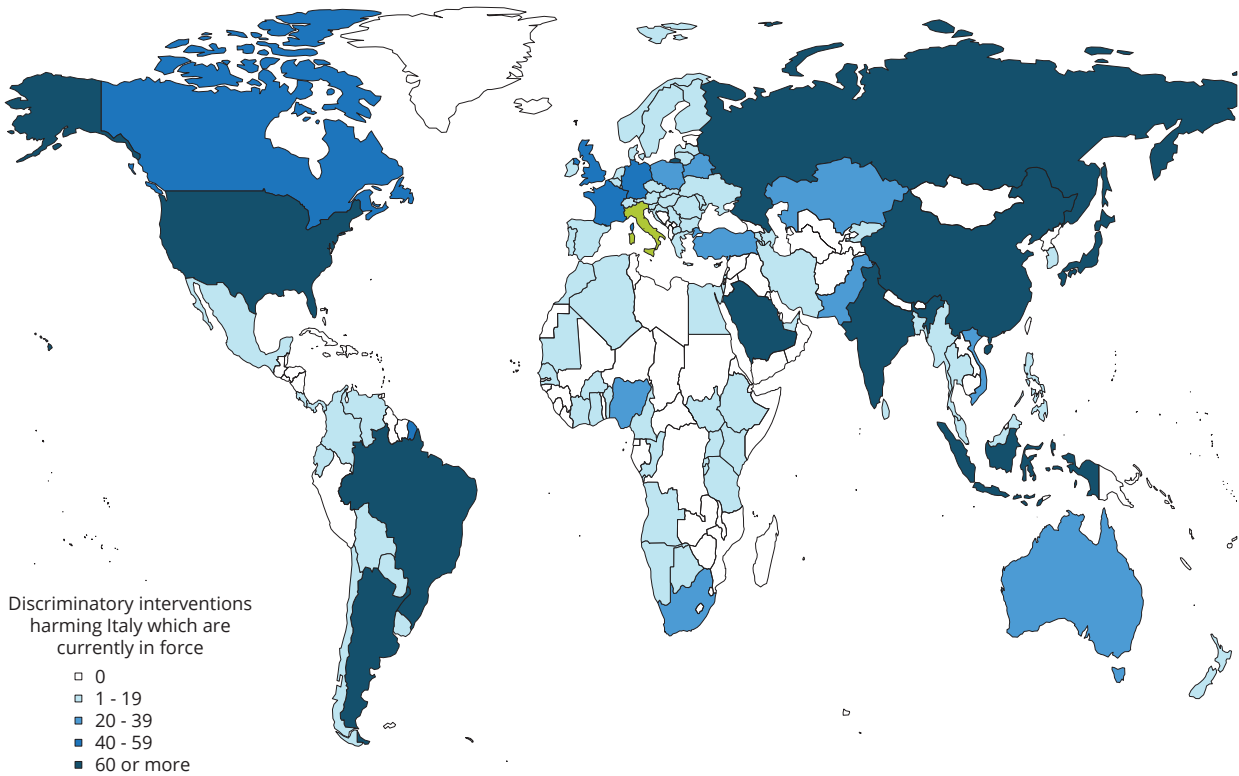 Discriminatory interventions
harming Italy which are
currently in force
0
1 - 19
20 - 39
40 - 59
60 or more